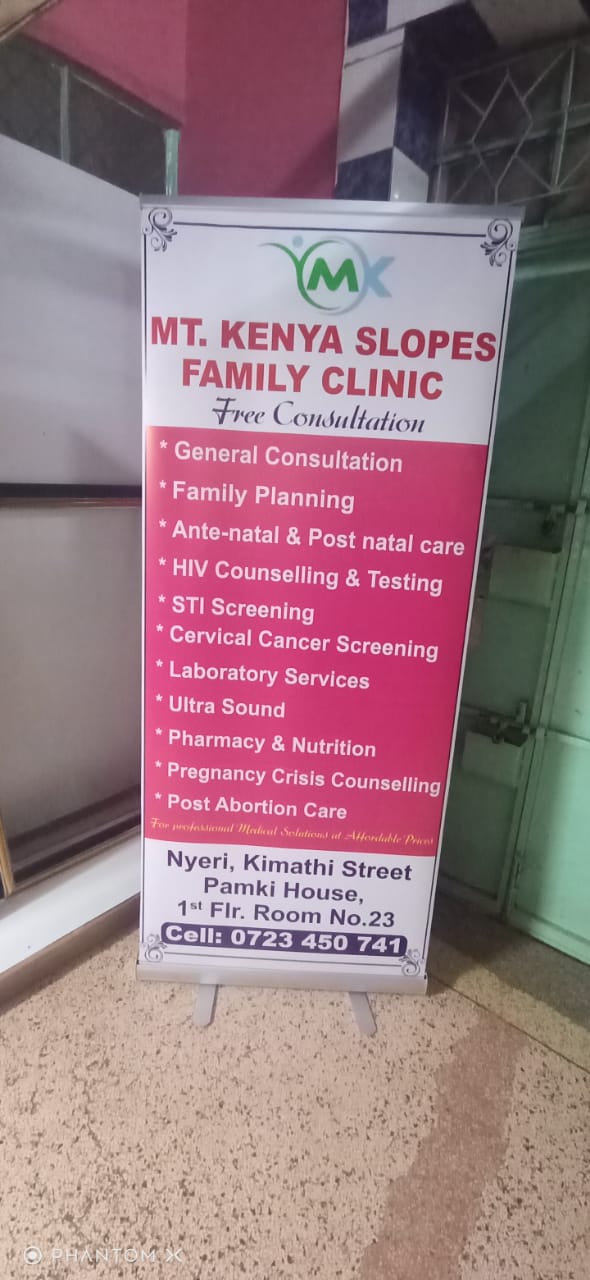 MK
MT. KENYA SLOPES
FAMILY CLINIC
Free Consultation
* General Consultation
* Family Planning
* Ante-natal & Post natal care
* HIV Counselling & Testing
* STI Screening
* Cervical Cancer Screening
* Laboratory Services
* Ultra Sound
* Pharmacy & Nutrition
* Pregnancy Crisis Counselling
* Post Abortion Care
For professional Medical Solutions at Affordable Prices
Nyeri, Kimathi Street
Pamki House,
1st Flr. Room No.23
Cell: 0723 450 741
PHANTOM X